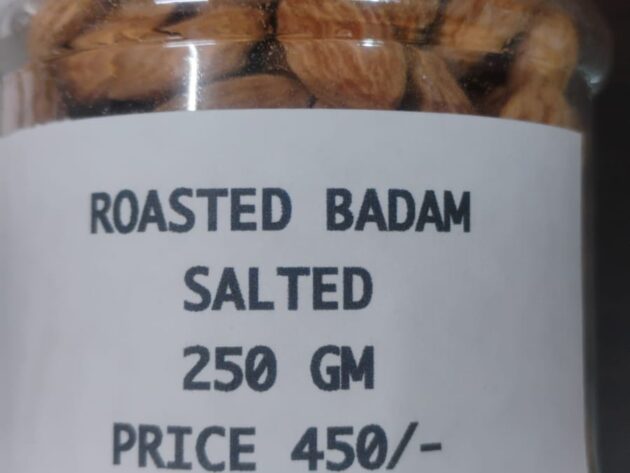 ROASTED BADAM
SALTED
250 GM
PRICE 450/-